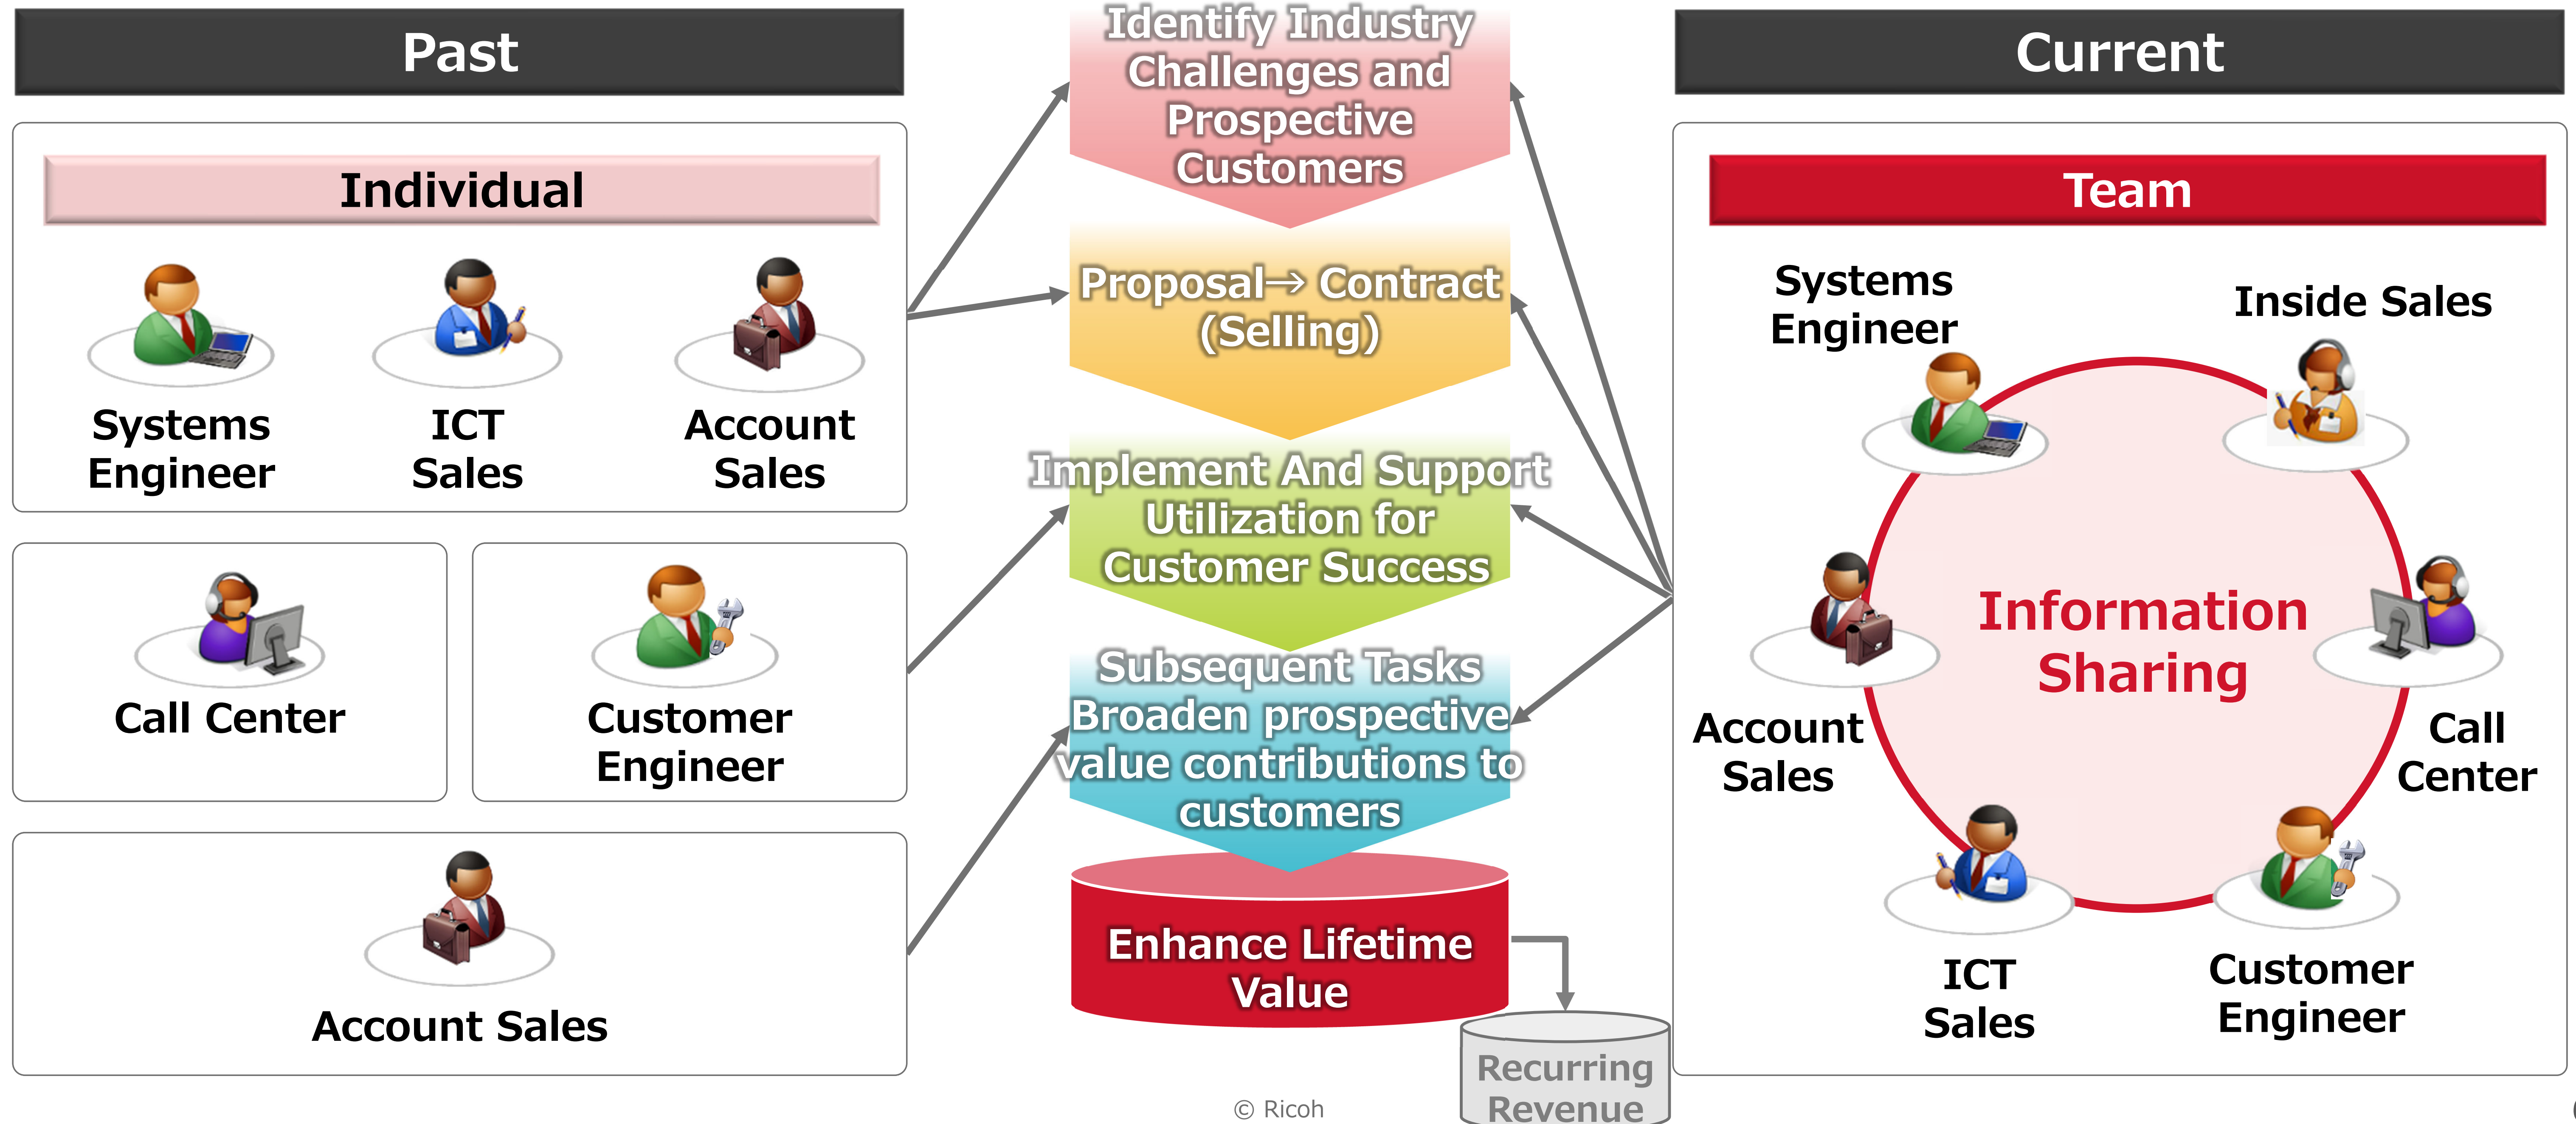 Past
Individual
Systems
Engineer
ICT
Sales
Account
Sales
Call Center
Customer
Engineer
Account Sales
Identify Industry
Challenges and
Prospective
Customers
Proposal→ Contract
(Selling)
Implement And Support
Utilization for
Customer Success
Subsequent Tasks
Broaden prospective
value contributions to
customers
Enhance Lifetime
Value
Recurring
Revenue
© Ricoh
Current
Team
Systems
Engineer
Inside Sales
Information
Sharing
Account
Sales
Call
Center
ICT
Sales
Customer
Engineer